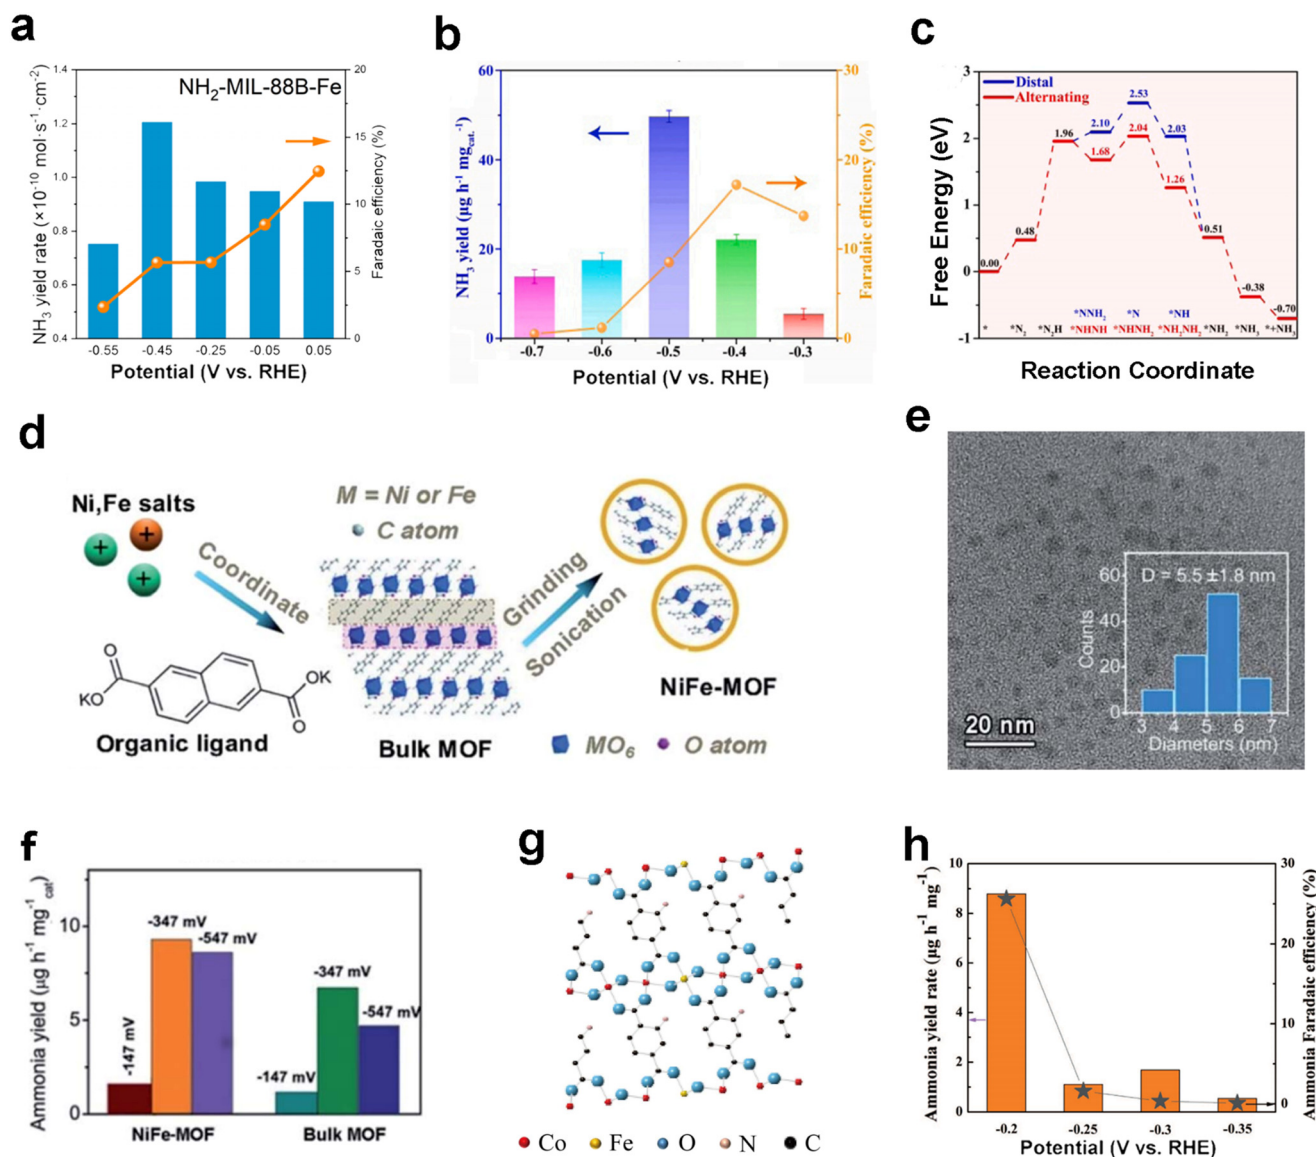 a
NH2-MIL-88B-Fe
NH3 yield rate (×10-10 mol·s-1·cm-2)
1.4
1.2
1.0
0.8
0.6
0.4
20
15
10
5
0
Faradaic efficiency (%)
-0.55 -0.45 -0.25 -0.05 0.05
Potential (V vs. RHE)
b
NH3 yield (µg h-1 mgcat.-1)
60
40
20
0
30
20
10
0
Faradaic efficiency (%)
-0.7 -0.6 -0.5 -0.4 -0.3
Potential (V vs. RHE)
c
Free Energy (eV)
3
2
1
0
-1
Distal
Alternating
0.00
0.48
1.96
2.10
1.68
2.53
2.04
2.03
1.26
0.51
-0.38
-0.70
*NNH2 *N *NH
* *N2 *N2H *NHNH *NHNH2 *NH2NH2 *NH2 *NH3 *+NH3
Reaction Coordinate
d
Ni,Fe salts
+
+
+
Coordinate
KO
O
OK
O
Organic ligand
M = Ni or Fe
C atom
Bulk MOF
Grinding
Sonication
NiFe-MOF
MO6
O atom
e
D = 5.5 ±1.8 nm
Counts
60
40
20
0
3 4 5 6 7
Diameters (nm)
20 nm
f
Ammonia yield (µg h-1 mg-1cat)
10
5
0
-147 mV
-347 mV
-547 mV
-147 mV
-347 mV
-547 mV
NiFe-MOF
Bulk MOF
g
Co Fe O N C
h
Ammonia yield rate (µg h-1 mg-1)
10
8
6
4
2
0
30
20
10
0
Ammonia Faradaic efficiency (%)
-0.2 -0.25 -0.3 -0.35
Potential (V vs. RHE)